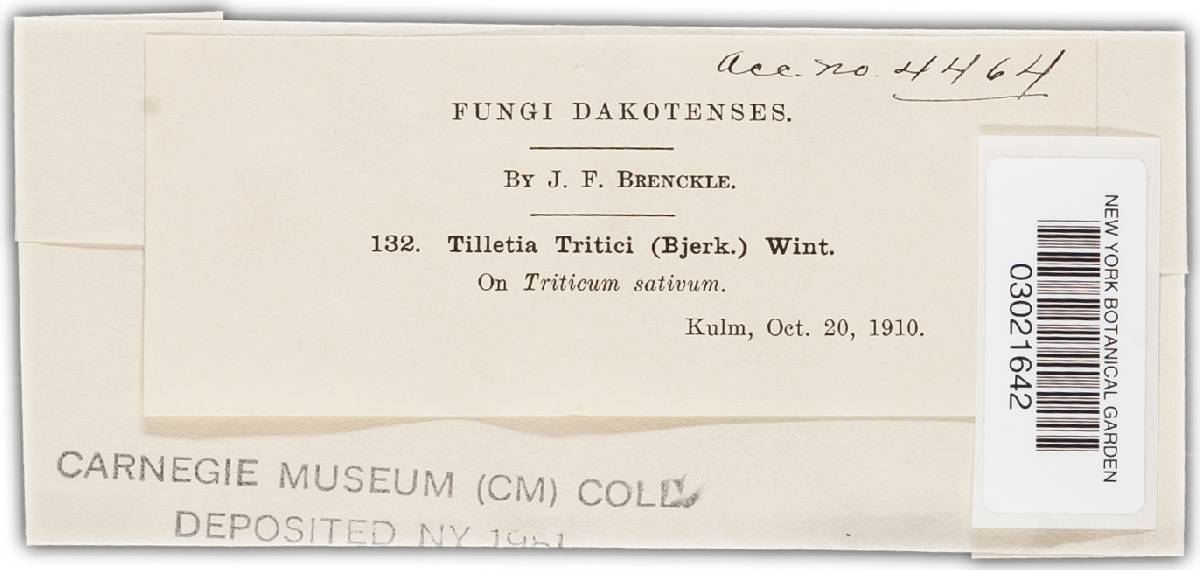 Acc. no. 4464
FUNGI DAKOTENSES.
BY J. F. BRENCKLE.
132. Tilletia Tritici (Bjerk.) Wint.
On Triticum sativum.
Kulm, Oct. 20, 1910.
NEW YORK BOTANICAL GARDEN
03021642
CARNEGIE MUSEUM (CM)
DEPOSITED NY